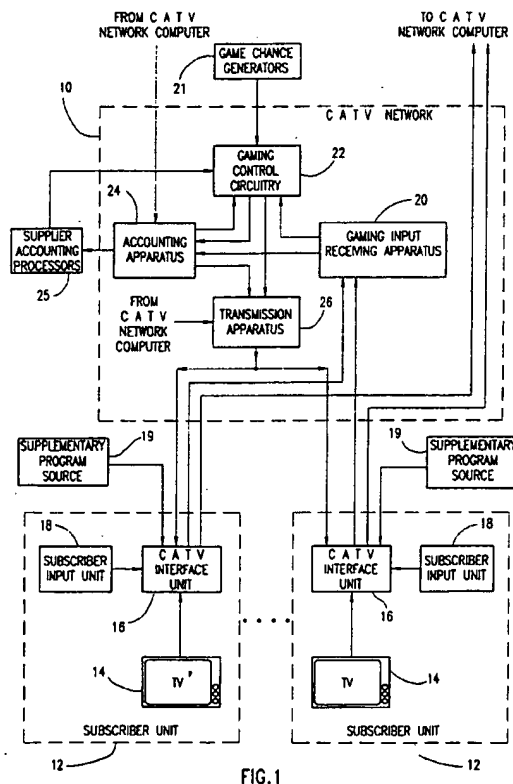 FROM C A T V
NETWORK COMPUTER
TO C A T V
NETWORK COMPUTER
GAME CHANCE
GENERATORS
21
10
C A T V NETWORK
GAMING
CONTROL
CIRCUITRY
22
24
20
ACCOUNTING
APPARATUS
GAMING INPUT
RECEIVING APPARATUS
SUPPLIER
ACCOUNTING
PROCESSORS
25
FROM
C A T V
NETWORK
COMPUTER
TRANSMISSION
APPARATUS
26
19
SUPPLEMENTARY
PROGRAM
SOURCE
19
SUPPLEMENTARY
PROGRAM
SOURCE
18
SUBSCRIBER
INPUT UNIT
C A T V
INTERFACE
UNIT
16
14
TV
SUBSCRIBER UNIT
12
C A T V
INTERFACE
UNIT
16
18
SUBSCRIBER
INPUT UNIT
TV
14
SUBSCRIBER UNIT
12
FIG.1